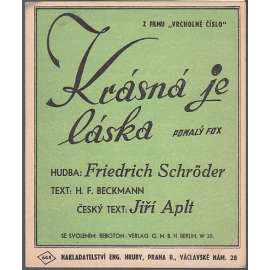 Z FILMU „VRCHOLNÉ ČÍSLO"
Krásná je
láska
POMALÝ FOX
HUDBA: Friedrich Schröder
TEXT: H. F. BECKMANN
ČESKÝ TEXT: Jiří Aplt
SE SVOLENÍM: BEBOTON-VERLAG G. M. B. H. BERLIN, W 35.
664 NAKLADATELSTVÍ ENG. HRUBY, PRAHA II., VÁCLAVSKÉ NÁM. 28